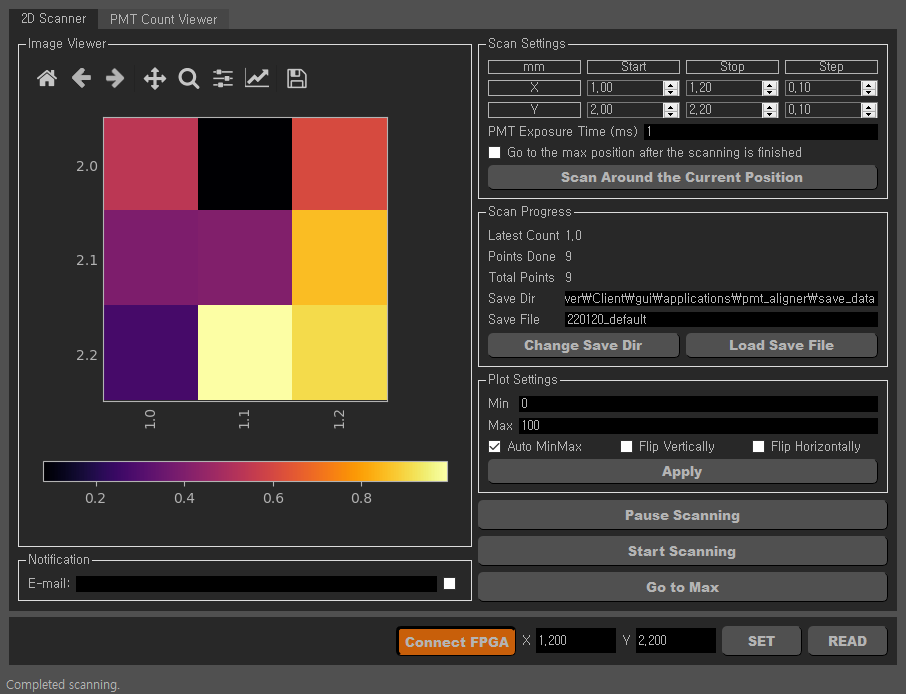 2D Scanner PMT Count Viewer
Image Viewer
2.0
2.1
2.2
1.0 1.1 1.2
0.2 0.4 0.6 0.8
Notification
E-mail:
Scan Settings
mm Start Stop Step
X 1,00 1,20 0,10
Y 2,00 2,20 0,10
PMT Exposure Time (ms) 1
Go to the max position after the scanning is finished
Scan Around the Current Position
Scan Progress
Latest Count 1,0
Points Done 9
Total Points 9
Save Dir ver₩Client₩gui₩applications₩pmt_aligner₩save_data
Save File 220120_default
Change Save Dir Load Save File
Plot Settings
Min 0
Max 100
Auto MinMax Flip Vertically Flip Horizontally
Apply
Pause Scanning
Start Scanning
Go to Max
Connect FPGA X 1,200 Y 2,200 SET READ
Completed scanning.